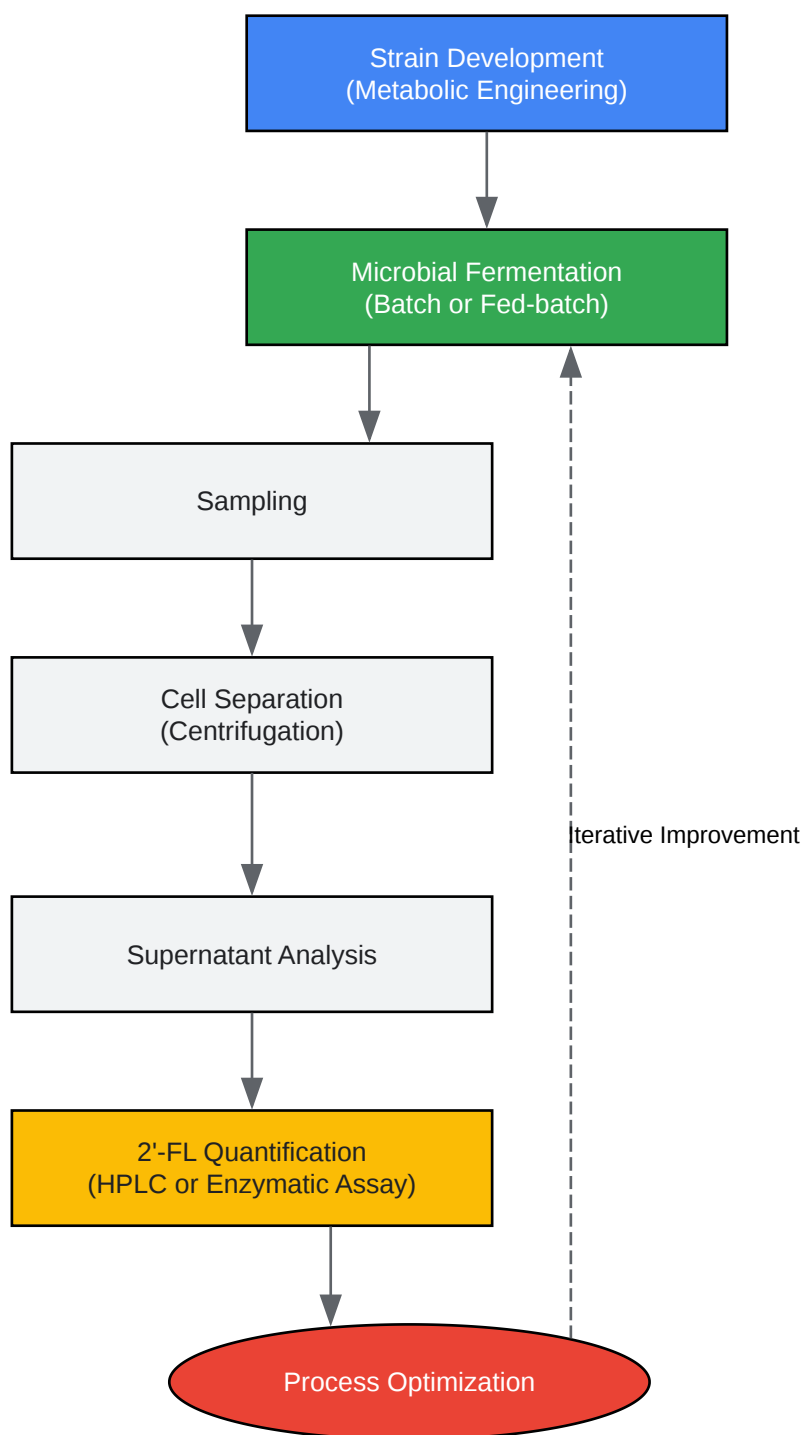 Strain Development
(Metabolic Engineering)
Microbial Fermentation
(Batch or Fed-batch)
Sampling
Cell Separation
(Centrifugation)
Iterative Improvement
Supernatant Analysis
2'-FL Quantification
(HPLC or Enzymatic Assay)
Process Optimization